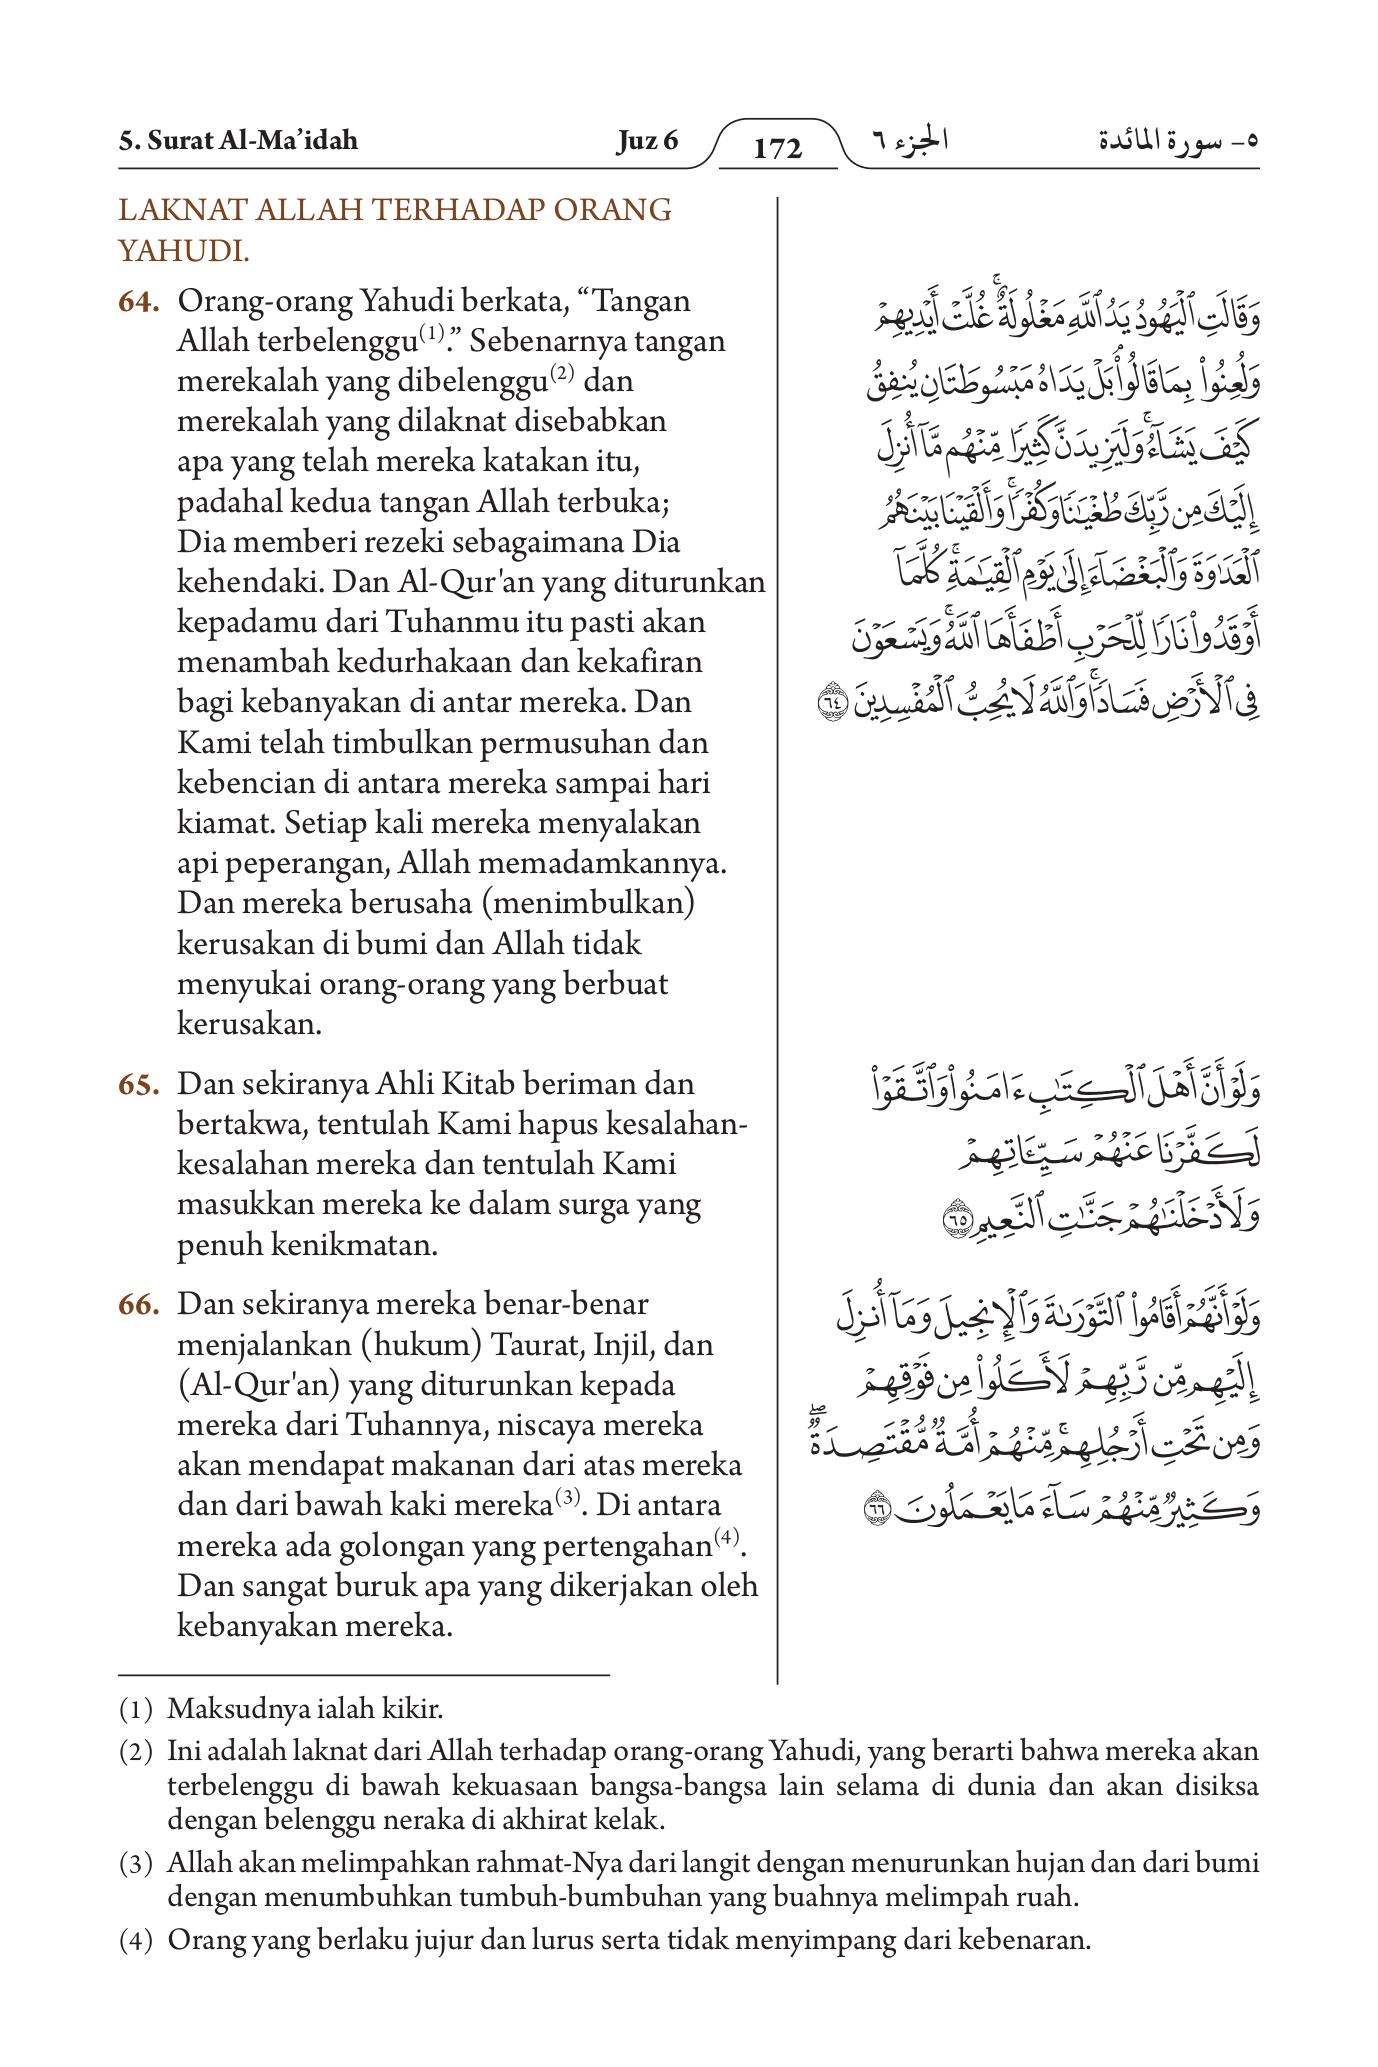 5. Surat Al-Ma’idah
Juz 6
172
الجزء ٦
٥- سورة المائدة
LAKNAT ALLAH TERHADAP ORANG
YAHUDI.
64. Orang-orang Yahudi berkata, “Tangan
Allah terbelenggu(1).” Sebenarnya tangan
merekalah yang dibelenggu(2) dan
merekalah yang dilaknat disebabkan
apa yang telah mereka katakan itu,
padahal kedua tangan Allah terbuka;
Dia memberi rezeki sebagaimana Dia
kehendaki. Dan Al-Qur'an yang diturunkan
kepadamu dari Tuhanmu itu pasti akan
menambah kedurhakaan dan kekafiran
bagi kebanyakan di antar mereka. Dan
Kami telah timbulkan permusuhan dan
kebencian di antara mereka sampai hari
kiamat. Setiap kali mereka menyalakan
api peperangan, Allah memadamkannya.
Dan mereka berusaha (menimbulkan)
kerusakan di bumi dan Allah tidak
menyukai orang-orang yang berbuat
kerusakan.
65. Dan sekiranya Ahli Kitab beriman dan
bertakwa, tentulah Kami hapus kesalahan-
kesalahan mereka dan tentulah Kami
masukkan mereka ke dalam surga yang
penuh kenikmatan.
66. Dan sekiranya mereka benar-benar
menjalankan (hukum) Taurat, Injil, dan
(Al-Qur'an) yang diturunkan kepada
mereka dari Tuhannya, niscaya mereka
akan mendapat makanan dari atas mereka
dan dari bawah kaki mereka(3). Di antara
mereka ada golongan yang pertengahan(4).
Dan sangat buruk apa yang dikerjakan oleh
kebanyakan mereka.
وَقَالَتِ ٱلۡيَهُودُ يَدُ ٱللَّهِ مَغۡلُولَةٌۚ غُلَّتۡ أَيۡدِيهِمۡ
وَلُعِنُواْ بِمَا قَالُواْۘ بَلۡ يَدَاهُ مَبۡسُوطَتَانِ يُنفِقُ
كَيۡفَ يَشَآءُۚ وَلَيَزِيدَنَّ كَثِيرٗا مِّنۡهُم مَّآ أُنزِلَ
إِلَيۡكَ مِن رَّبِّكَ طُغۡيَٰنٗا وَكُفۡرٗاۚ وَأَلۡقَيۡنَا بَيۡنَهُمُ
ٱلۡعَدَٰوَةَ وَٱلۡبَغۡضَآءَ إِلَىٰ يَوۡمِ ٱلۡقِيَٰمَةِۚ كُلَّمَآ
أَوۡقَدُواْ نَارٗا لِّلۡحَرۡبِ أَطۡفَأَهَا ٱللَّهُۚ وَيَسۡعَوۡنَ
فِي ٱلۡأَرۡضِ فَسَادٗاۚ وَٱللَّهُ لَا يُحِبُّ ٱلۡمُفۡسِدِينَ ٦٤
وَلَوۡ أَنَّ أَهۡلَ ٱلۡكِتَٰبِ ءَامَنُواْ وَٱتَّقَوۡاْ
لَكَفَّرۡنَا عَنۡهُمۡ سَيِّـَٔاتِهِمۡ
وَلَأَدۡخَلۡنَٰهُمۡ جَنَّٰتِ ٱلنَّعِيمِ ٦٥
وَلَوۡ أَنَّهُمۡ أَقَامُواْ ٱلتَّوۡرَىٰةَ وَٱلۡإِنجِيلَ وَمَآ أُنزِلَ
إِلَيۡهِم مِّن رَّبِّهِمۡ لَأَكَلُواْ مِن فَوۡقِهِمۡ
وَمِن تَحۡتِ أَرۡجُلِهِمۚ مِّنۡهُمۡ أُمَّةٞ مُّقۡتَصِدَةٞۖ
وَكَثِيرٞ مِّنۡهُمۡ سَآءَ مَا يَعۡمَلُونَ ٦٦
(1) Maksudnya ialah kikir.
(2) Ini adalah laknat dari Allah terhadap orang-orang Yahudi, yang berarti bahwa mereka akan
terbelenggu di bawah kekuasaan bangsa-bangsa lain selama di dunia dan akan disiksa
dengan belenggu neraka di akhirat kelak.
(3) Allah akan melimpahkan rahmat-Nya dari langit dengan menurunkan hujan dan dari bumi
dengan menumbuhkan tumbuh-bumbuhan yang buahnya melimpah ruah.
(4) Orang yang berlaku jujur dan lurus serta tidak menyimpang dari kebenaran.